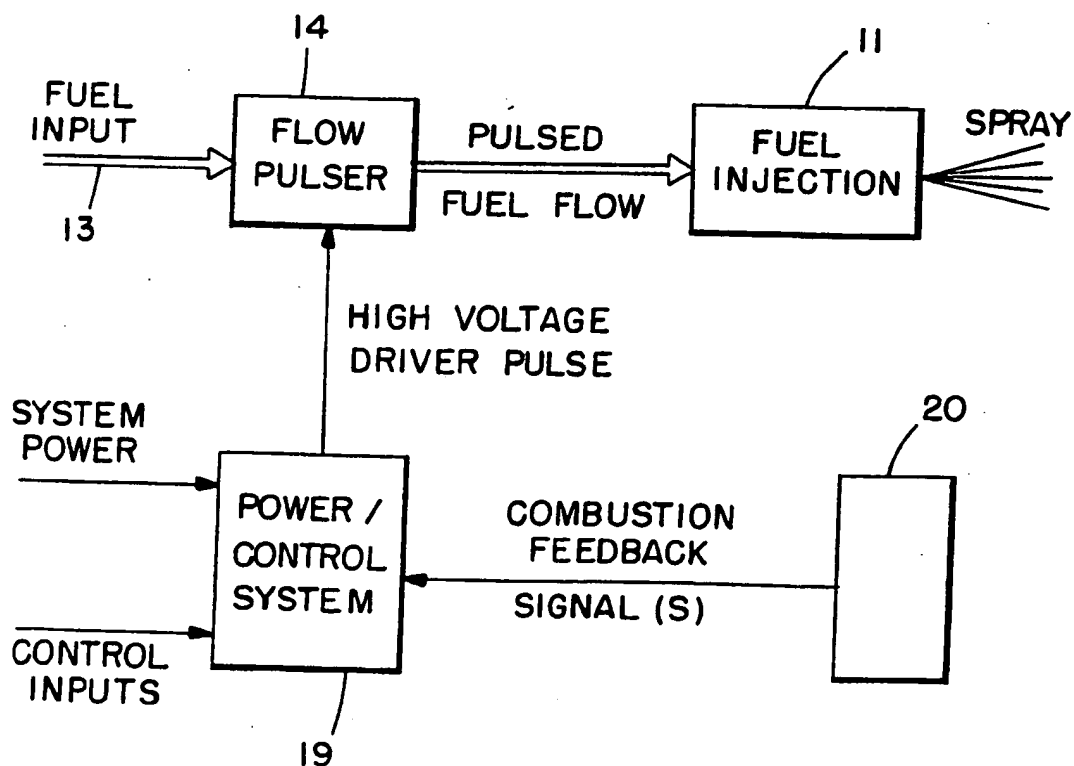 14
11
FUEL
INPUT
13
FLOW
PULSER
PULSED
FUEL FLOW
FUEL
INJECTION
SPRAY
HIGH VOLTAGE
DRIVER PULSE
SYSTEM
POWER
CONTROL
INPUTS
POWER /
CONTROL
SYSTEM
19
COMBUSTION
FEEDBACK
SIGNAL (S)
20